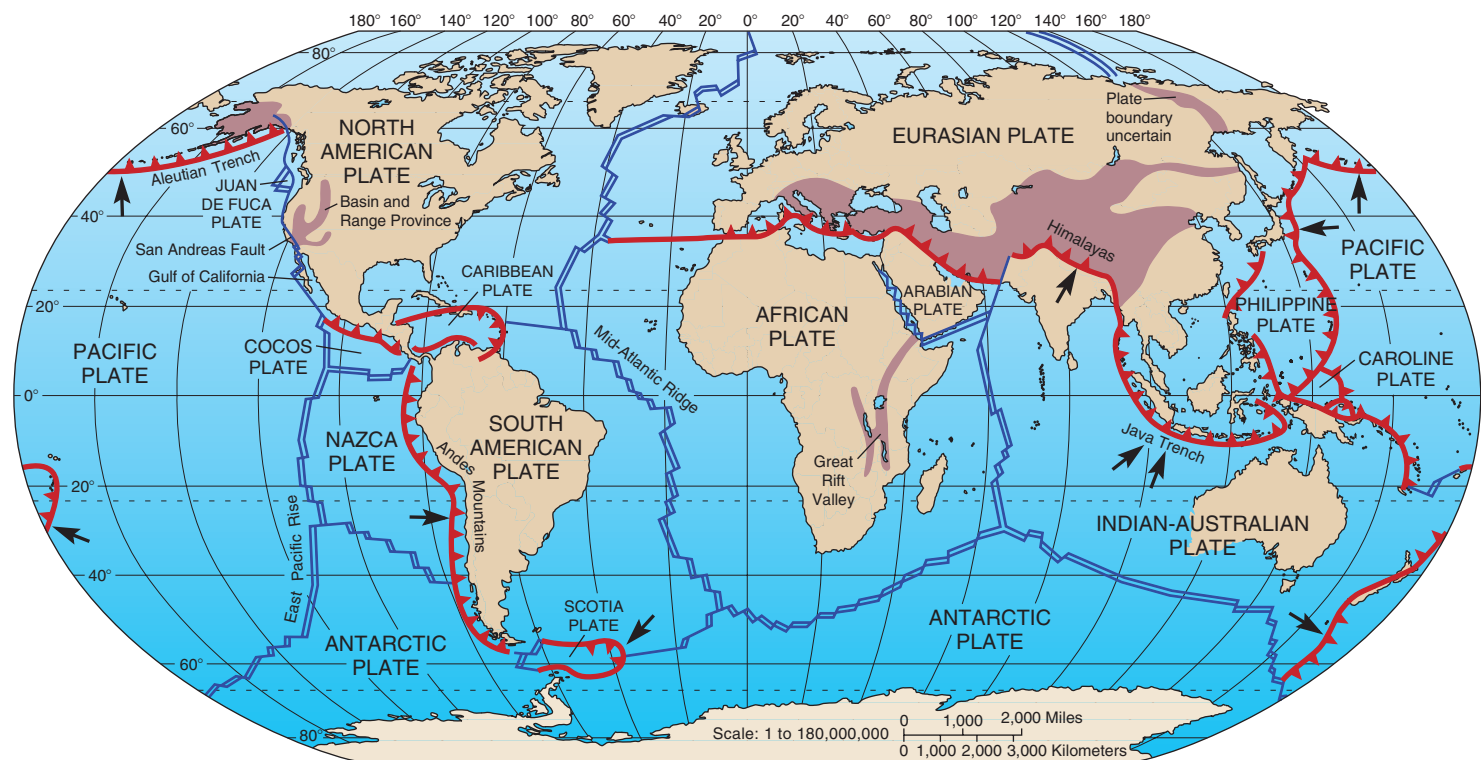 180° 160° 140° 120° 100° 80° 60° 40° 20° 0° 20° 40° 60° 80° 100° 120° 140° 160° 180°
80°
60°
40°
20°
0°
20°
40°
60°
80°
NORTH
AMERICAN
PLATE
Aleutian Trench
JUAN
DE FUCA
PLATE
Basin and
Range Province
San Andreas Fault
Gulf of California
CARIBBEAN
PLATE
PACIFIC
PLATE
COCOS
PLATE
NAZCA
PLATE
SOUTH
AMERICAN
PLATE
Andes
Mountains
East Pacific Rise
ANTARCTIC
PLATE
SCOTIA
PLATE
Mid-Atlantic Ridge
EURASIAN PLATE
Plate
boundary
uncertain
Himalayas
AFRICAN
PLATE
ARABIAN
PLATE
Great
Rift
Valley
PACIFIC
PLATE
PHILIPPINE
PLATE
CAROLINE
PLATE
Java Trench
INDIAN-AUSTRALIAN
PLATE
ANTARCTIC
PLATE
Scale: 1 to 180,000,000
0 1,000 2,000 Miles
0 1,000 2,000 3,000 Kilometers